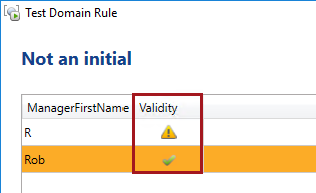 Test Domain Rule
Not an initial
ManagerFirstName Validity
R
Rob